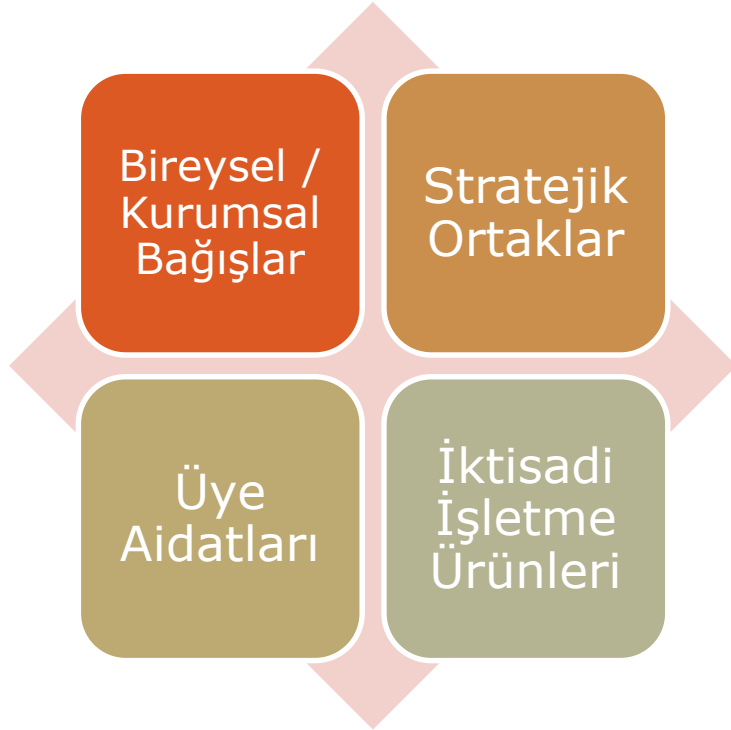 Bireysel /
Kurumsal
Bağışlar
Stratejik
Ortaklar
Üye
Aidatları
İktisadi
İşletme
Ürünleri